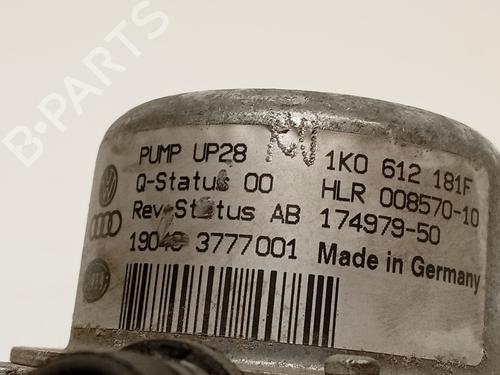 B-PARTS
PUMP UP28 1K0 612 181F
Q-Status 00 HLR 008570-10
Rev-Status AB 174979-50
3777001 Made in Germany